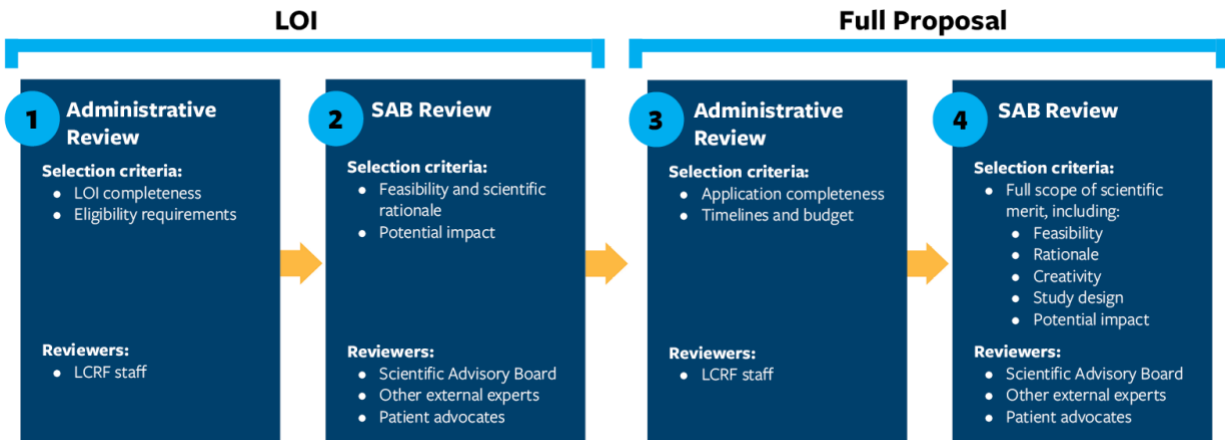 LOI
Full Proposal
1
Administrative
Review
Selection criteria:
• LOI completeness
• Eligibility requirements
Reviewers:
• LCRF staff
2
SAB Review
Selection criteria:
• Feasibility and scientific
rationale
• Potential impact
Reviewers:
• Scientific Advisory Board
• Other external experts
• Patient advocates
3
Administrative
Review
Selection criteria:
• Application completeness
• Timelines and budget
Reviewers:
• LCRF staff
4
SAB Review
Selection criteria:
• Full scope of scientific
merit, including:
• Feasibility
• Rationale
• Creativity
• Study design
• Potential impact
Reviewers:
• Scientific Advisory Board
• Other external experts
• Patient advocates